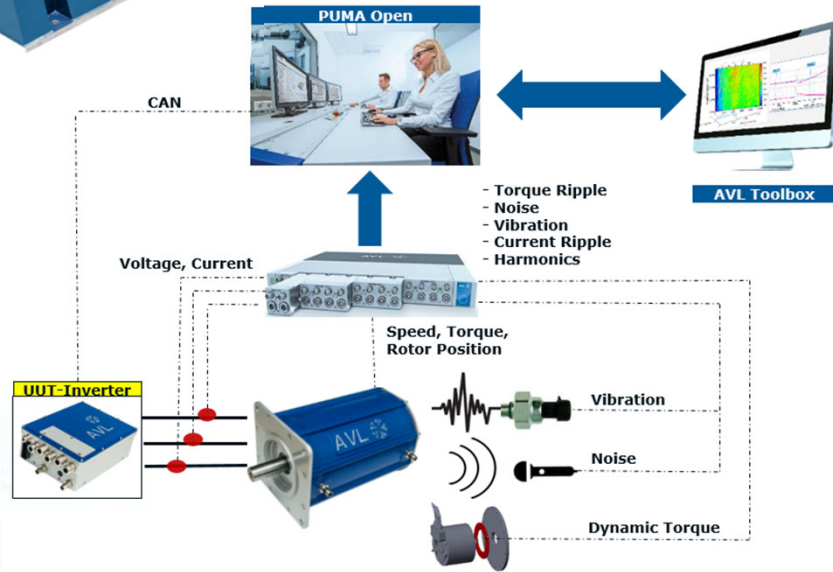 PUMA Open
CAN
AVL Toolbox
- Torque Ripple
- Noise
- Vibration
- Current Ripple
- Harmonics
Voltage, Current
AVL
Speed, Torque,
Rotor Position
UUT-Inverter
AVL
AVL
Vibration
Noise
Dynamic Torque